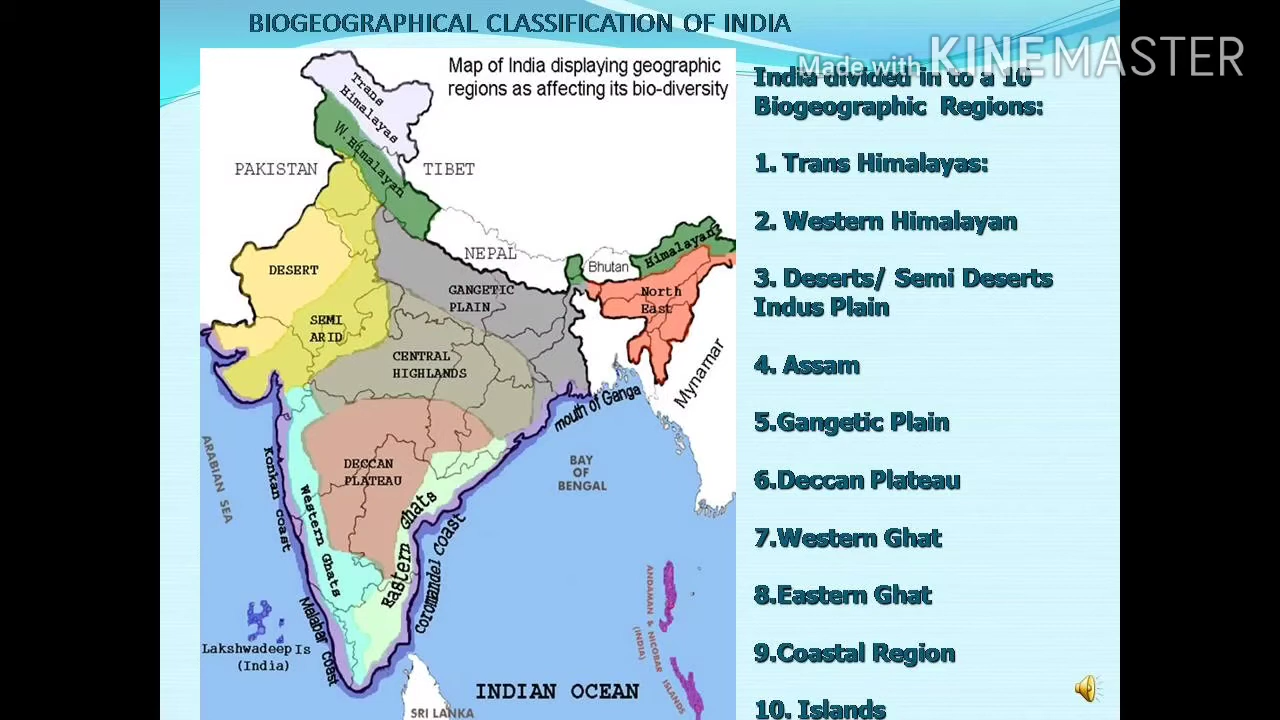 BIOGEOGRAPHICAL CLASSIFICATION OF INDIA
Made with KINEMASTER
Map of India displaying geographic
regions as affecting its bio-diversity
Trans
Himalayas
W. Himalayan
PAKISTAN
TIBET
NEPAL
Bhutan
Himalayan
DESERT
GANGETIC
PLAIN
North
East
SEMI
ARID
CENTRAL
HIGHLANDS
Mynamar
mouth of Ganga
ARABIAN SEA
Konkan coast
DECCAN
PLATEAU
BAY
OF
BENGAL
Western Ghats
Eastern Ghats
Coromandel coast
Malabar coast
Lakshwadeep Is
(India)
ANDAMAN & NICOBAR ISLANDS
(INDIA)
INDIAN OCEAN
SRI LANKA
India divided in to a 10
Biogeographic Regions:
1. Trans Himalayas:
2. Western Himalayan
3. Deserts/ Semi Deserts
Indus Plain
4. Assam
5.Gangetic Plain
6.Deccan Plateau
7.Western Ghat
8.Eastern Ghat
9.Coastal Region
10. Islands